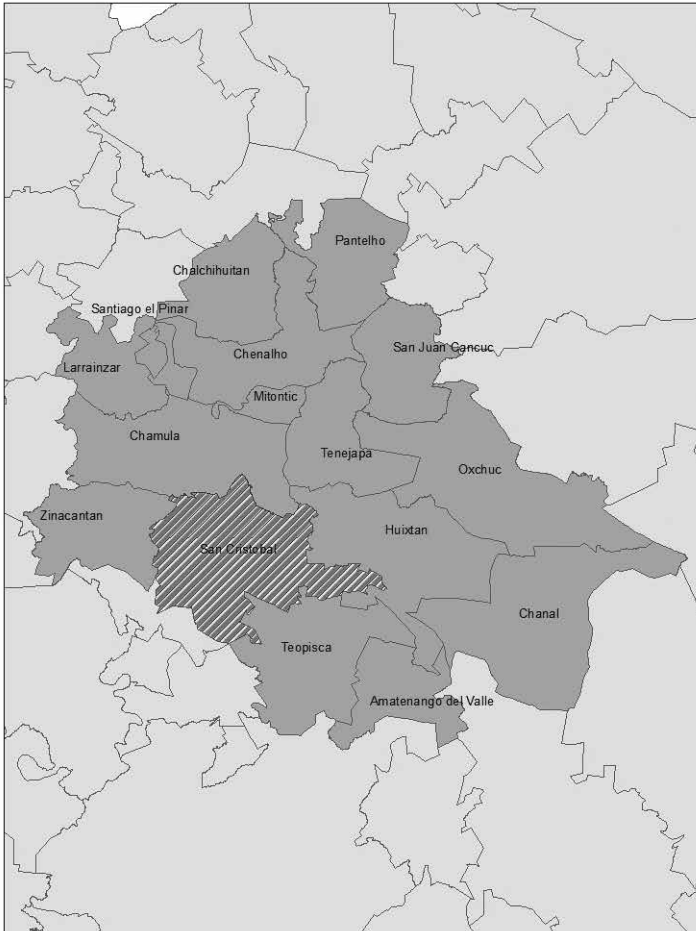 Pantelho
Chalchihuitan
Santiago el Pinar
San Juan Cancuc
Chenalho
Larrainzar
Mitontic
Chamula
Tenejapa
Oxchuc
Zinacantan
Huixtan
San Cristobal
Chanal
Teopisca
Amatenango del Valle